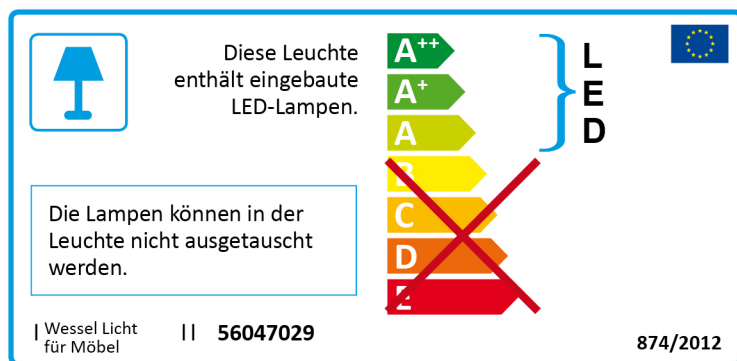 Diese Leuchte
enthält eingebaute
LED-Lampen.
A++
A+
A
B
C
D
E
L
E
D
Die Lampen können in der
Leuchte nicht ausgetauscht
werden.
I Wessel Licht
für Möbel
II 56047029
874/2012